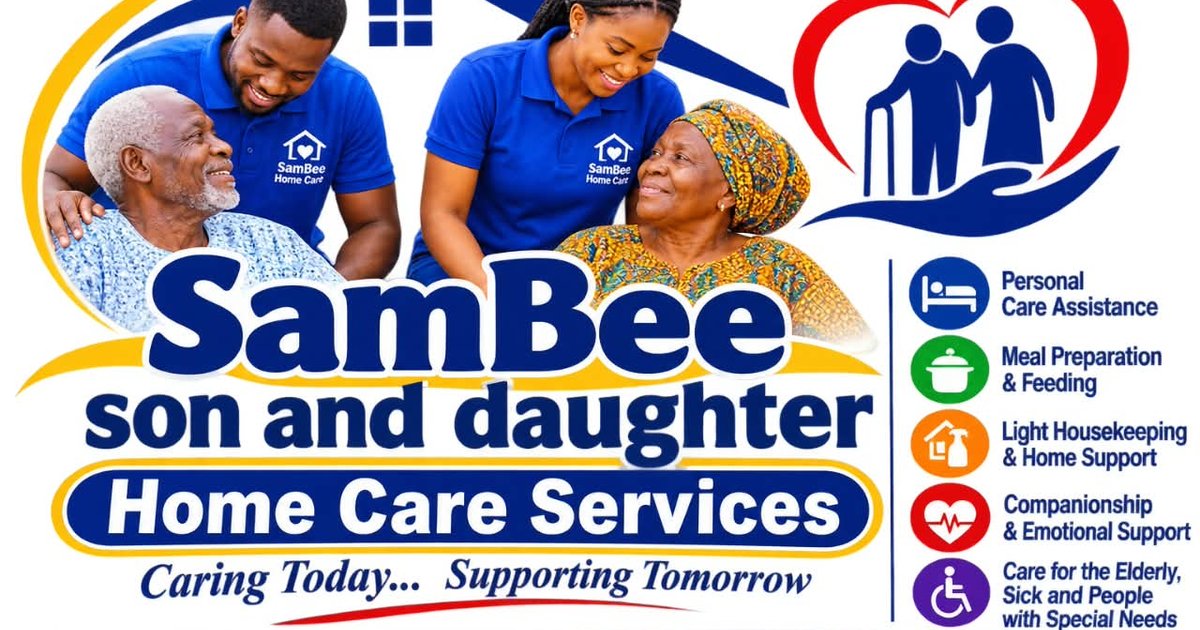 SamBee
Home Care
SamBee
Home Care
SamBee
son and daughter
Home Care Services
Caring Today... Supporting Tomorrow
Personal
Care Assistance
Meal Preparation
& Feeding
Light Housekeeping
& Home Support
Companionship
& Emotional Support
Care for the Elderly,
Sick and People
with Special Needs